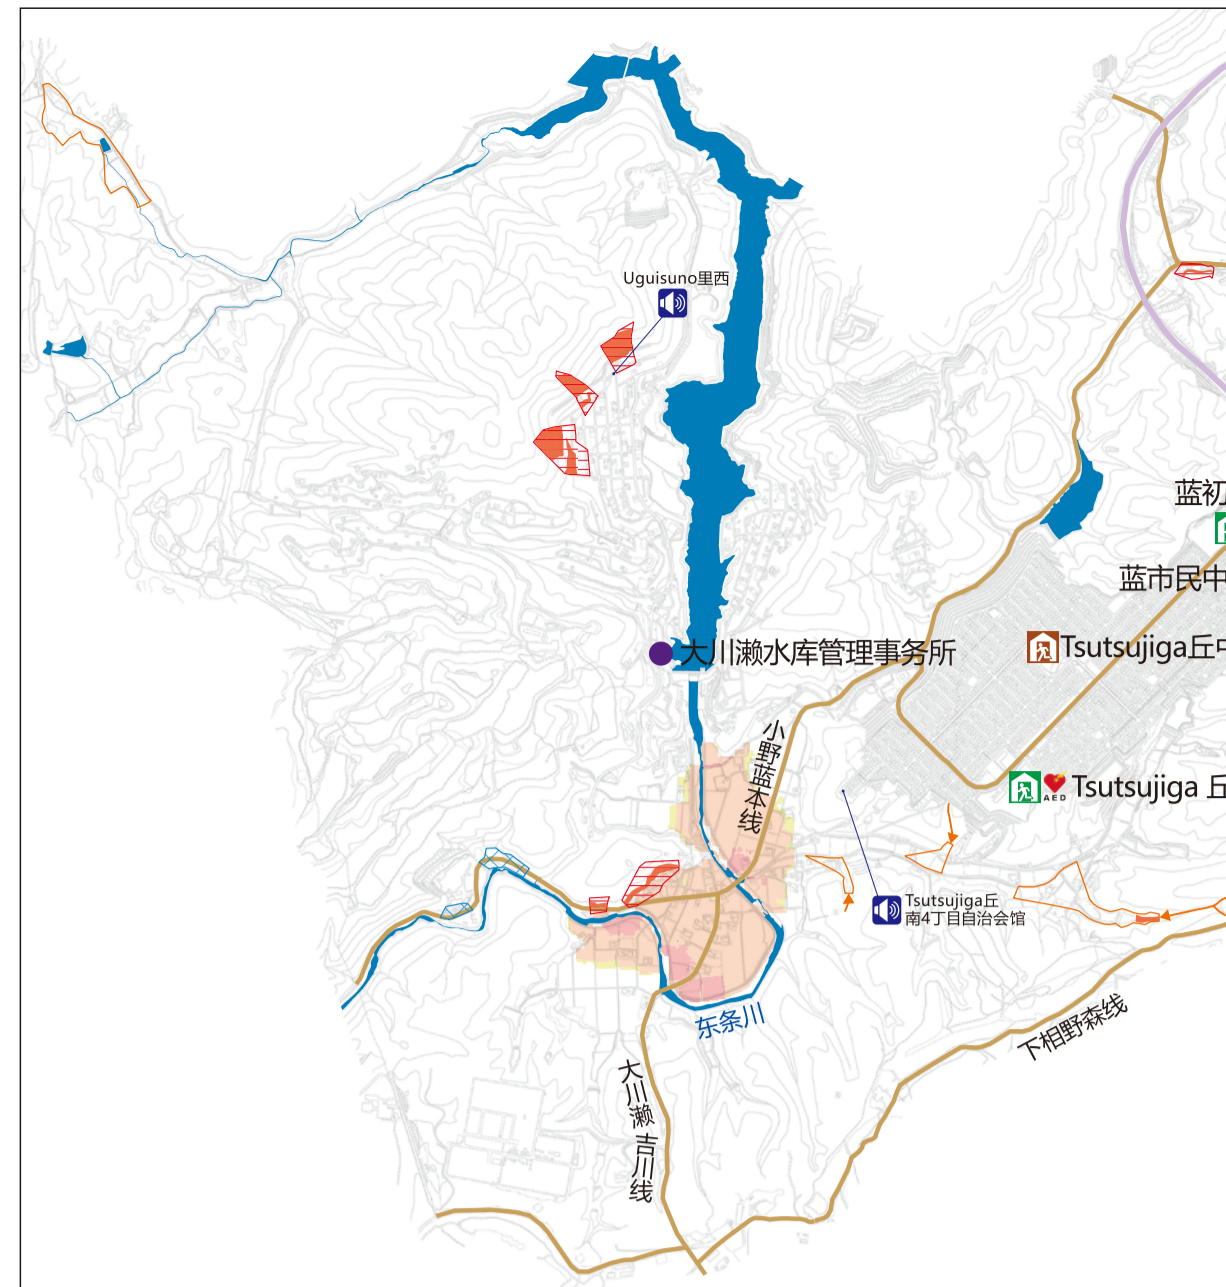 Uguisuno里西
蓝初
蓝市民中
大川濑水库管理事务所
Tsutsujiga丘中
小野蓝本线
AED
Tsutsujiga 丘
Tsutsujiga丘
南4丁目自治会馆
东条川
下相野森线
大川濑 吉川线